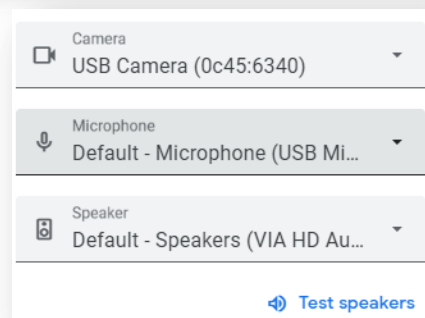 Camera
USB Camera (0c45:6340)
Microphone
Default - Microphone (USB Mi...
Speaker
Default - Speakers (VIA HD Au...
Test speakers